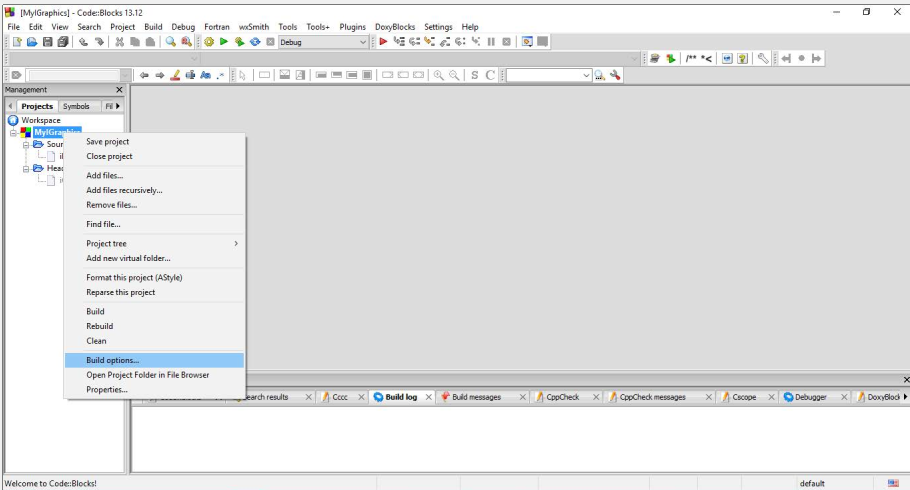 [MyIGraphics] - Code::Blocks 13.12
File Edit View Search Project Build Debug Fortran wxSmith Tools Tools+ Plugins DoxyBlocks Settings Help
Debug
/** *<
S C
Management
Projects Symbols Fil
Workspace
MyIGraphics
Sour
Head
Save project
Close project
Add files...
Add files recursively...
Remove files...
Find file...
Project tree
Add new virtual folder...
Format this project (AStyle)
Reparse this project
Build
Rebuild
Clean
Build options...
Open Project Folder in File Browser
Properties...
Search results Cccc Build log Build messages CppCheck CppCheck messages Cscope Debugger DoxyBlock
Welcome to Code::Blocks! default